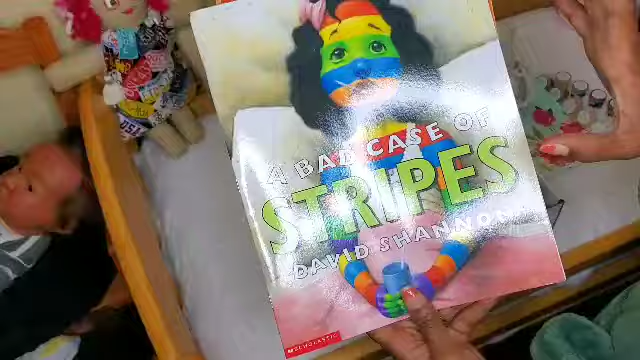 A BAD CASE OF
STRIPES
DAVID SHANNON
SCHOLASTIC